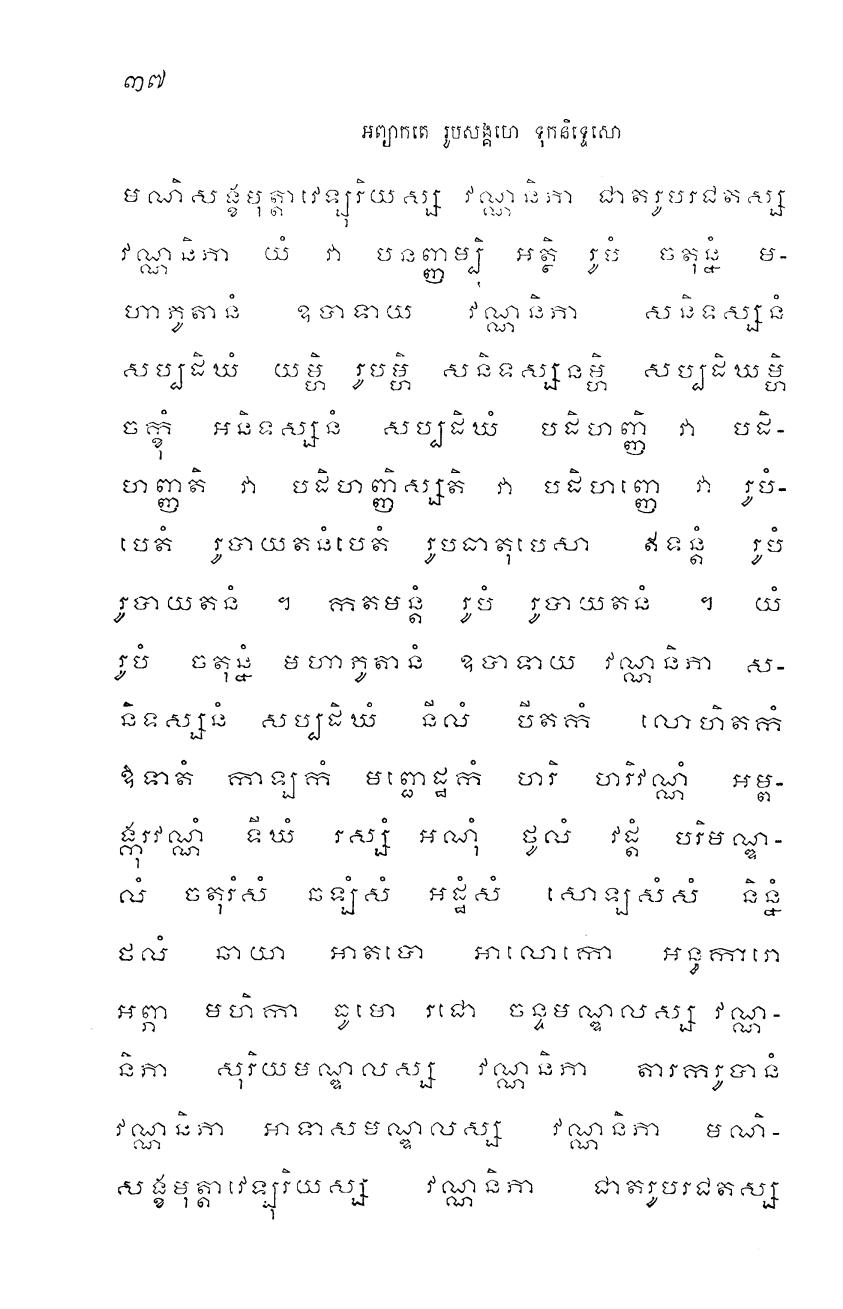 ៣៧
អព្យាកតេ រូបសង្គហេ ទុកនិទ្ទេសោ
មណិសង្ខមុត្តាវេឡុរិយស្ស វណ្ណនិភា ជាតរូបរជតស្ស
វណ្ណនិភា យំ វា បនញ្ញម្បិ អត្ថិ រូបំ ចតុន្នំ ម-
ហាភូតានំ ឧបាទាយ វណ្ណនិភា សនិទស្សនំ
សប្បដិឃំ យម្ហិ រូបម្ហិ សនិទស្សនម្ហិ សប្បដិឃម្ហិ
ចក្ខុំ អនិទស្សនំ សប្បដិឃំ បដិហញ្ញិ វា បដិ-
ហញ្ញតិ វា បដិហញ្ញិស្សតិ វា បដិហញ្ញេ វា រូបំ-
បេតំ រូបាយតនំបេតំ រូបធាតុបេសា ឥទន្តំ រូបំ
រូបាយតនំ ។ កតមន្តំ រូបំ រូបាយតនំ ។ យំ
រូបំ ចតុន្នំ មហាភូតានំ ឧបាទាយ វណ្ណនិភា ស-
និទស្សនំ សប្បដិឃំ នីលំ បីតកំ លោហិតកំ
ឱទាតំ កាឡកំ មញ្ជេដ្ឋកំ ហរិ ហរិវណ្ណំ អម្ព-
ង្កុរវណ្ណំ ទីឃំ រស្សំ អណុំ ថូលំ វដ្តំ បរិមណ្ឌ-
លំ ចតុរំសំ ឆឡំសំ អដ្ឋំសំ សោឡសំសំ និន្នំ
ថលំ ឆាយា អាតបោ អាលោកោ អន្ធការោ
អព្ភា មហិកា ធូមោ រជោ ចន្ទមណ្ឌលស្ស វណ្ណ-
និភា សុរិយមណ្ឌលស្ស វណ្ណនិភា តារករូបានំ
វណ្ណនិភា អាទាសមណ្ឌលស្ស វណ្ណនិភា មណិ-
សង្ខមុត្តាវេឡុរិយស្ស វណ្ណនិភា ជាតរូបរជតស្ស